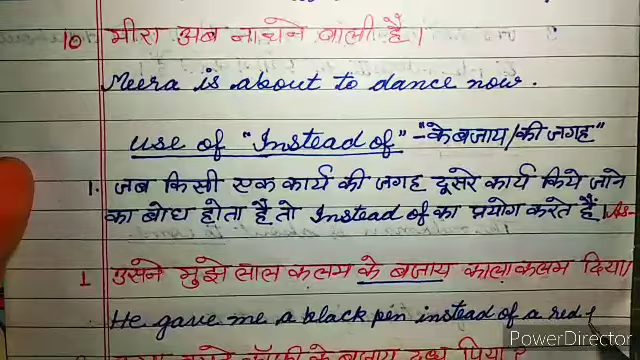 10 मीरा अब नाचने वाली है।
Meera is about to dance now.
use of "Instead of" - "के बजाय/की जगह"
1. जब किसी एक कार्य की जगह दूसरे कार्य किये जाने
का बोध होता है, तो Instead of का प्रयोग करते हैं। As-
1 उसने मुझे लाल कलम के बजाय काला कलम दिया।
He gave me a black pen instead of a red
के बजाय दूध पिया?
PowerDirector